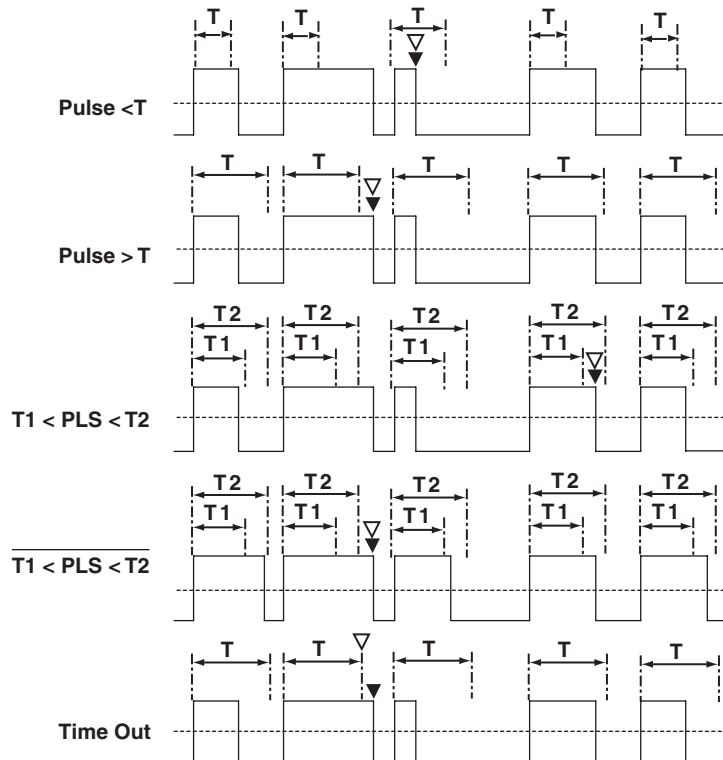 T T T T T
Pulse <T
T T T T T
Pulse > T
T2 T2 T2 T2 T2
T1 T1 T1 T1 T1
T1 < PLS < T2
T2 T2 T2 T2 T2
T1 T1 T1 T1 T1
T1 < PLS < T2
T T T T T
Time Out